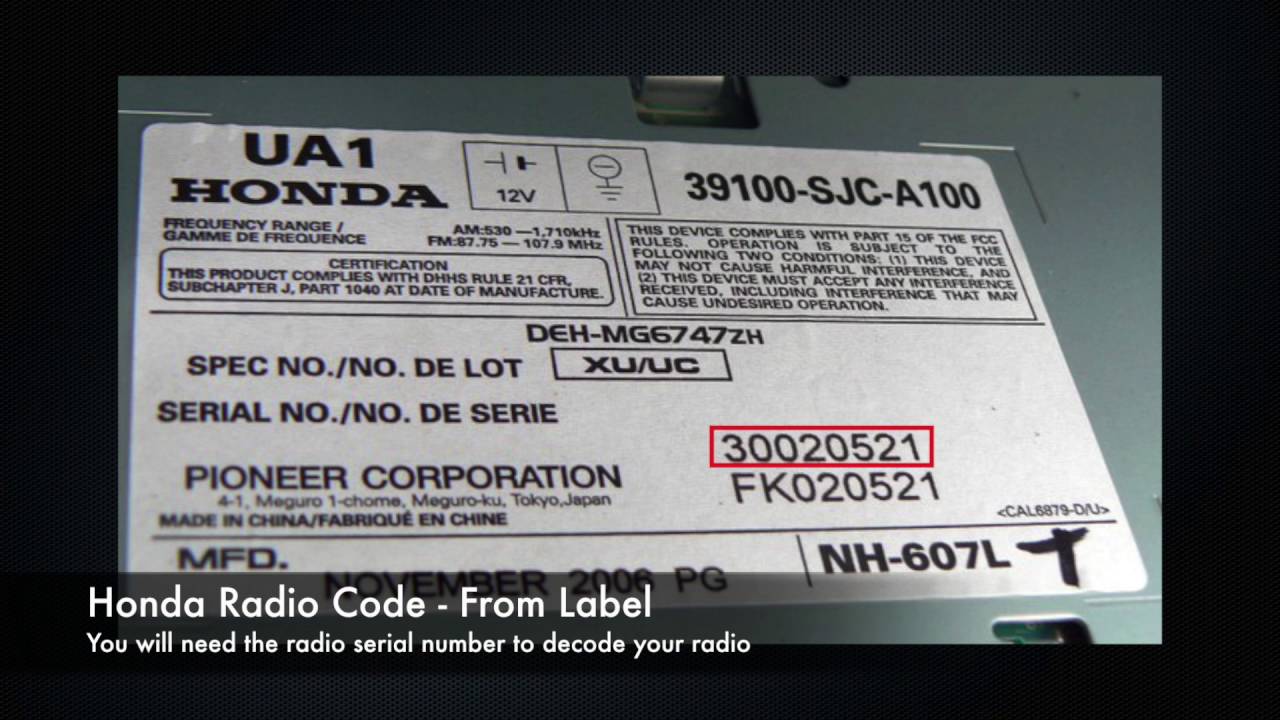 UA1
HONDA
12V
39100-SJC-A100
FREQUENCY RANGE /
GAMME DE FREQUENCE
AM:530 —1,710kHz
FM:87.75 — 107.9 MHz
CERTIFICATION
THIS PRODUCT COMPLIES WITH DHHS RULE 21 CFR,
SUBCHAPTER J, PART 1040 AT DATE OF MANUFACTURE.
THIS DEVICE COMPLIES WITH PART 15 OF THE FCC
RULES. OPERATION IS SUBJECT TO THE
FOLLOWING TWO CONDITIONS: (1) THIS DEVICE
MAY NOT CAUSE HARMFUL INTERFERENCE, AND
(2) THIS DEVICE MUST ACCEPT ANY INTERFERENCE
RECEIVED, INCLUDING INTERFERENCE THAT MAY
CAUSE UNDESIRED OPERATION.
DEH-MG6747ZH
SPEC NO./NO. DE LOT XU/UC
SERIAL NO./NO. DE SERIE
30020521
FK020521
PIONEER CORPORATION
4-1, Meguro 1-chome, Meguro-ku, Tokyo,Japan
MADE IN CHINA/FABRIQUÉ EN CHINE
<CAL6879-D/U>
MFD.
NOVEMBER 2006 PG
NH-607L T
Honda Radio Code - From Label
You will need the radio serial number to decode your radio